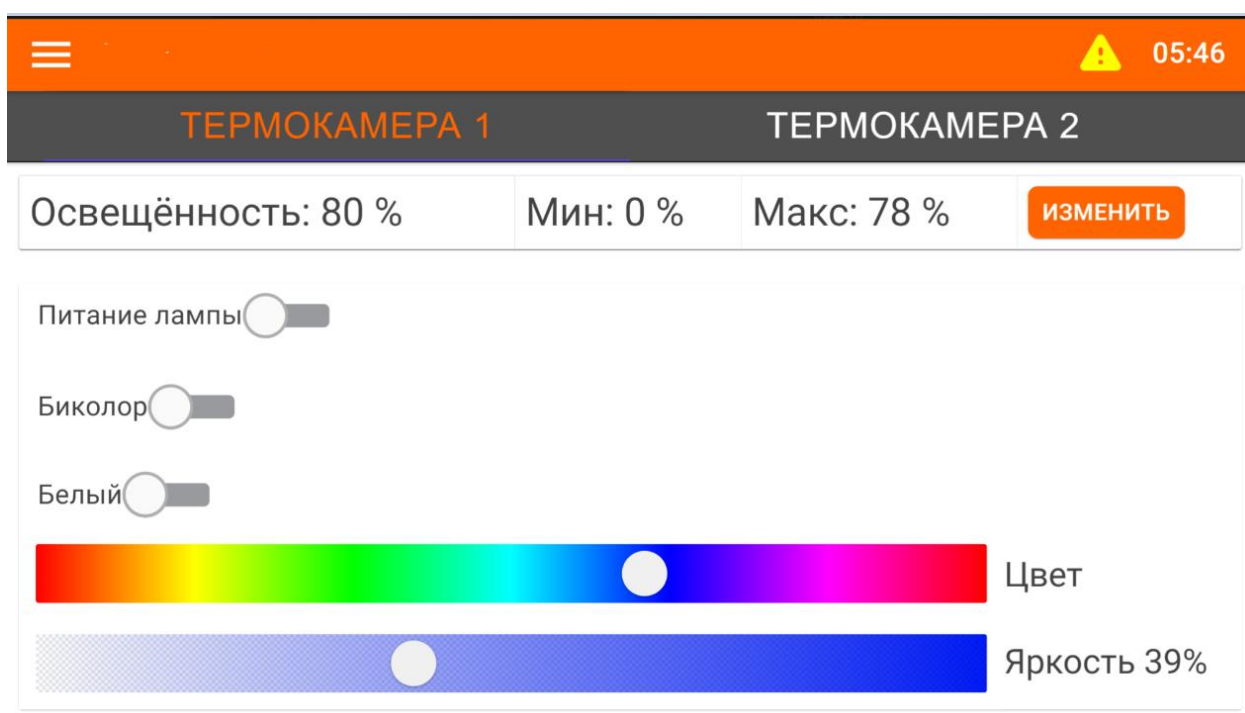 05:46
ТЕРМОКАМЕРА 1 ТЕРМОКАМЕРА 2
Освещённость: 80 % Мин: 0 % Макс: 78 % ИЗМЕНИТЬ
Питание лампы
Биколор
Белый
Цвет
Яркость 39%